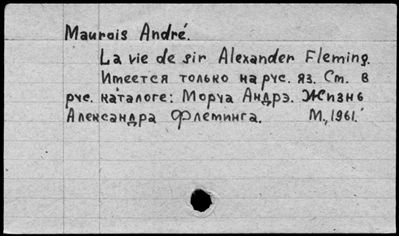 Maurois André.
La vie de sir Alexander Fleming.
Имеется только на рус. яз. См. в
рус. каталоге: Моруа Андрэ. Жизнь
Александра Флеминга. М., 1961.